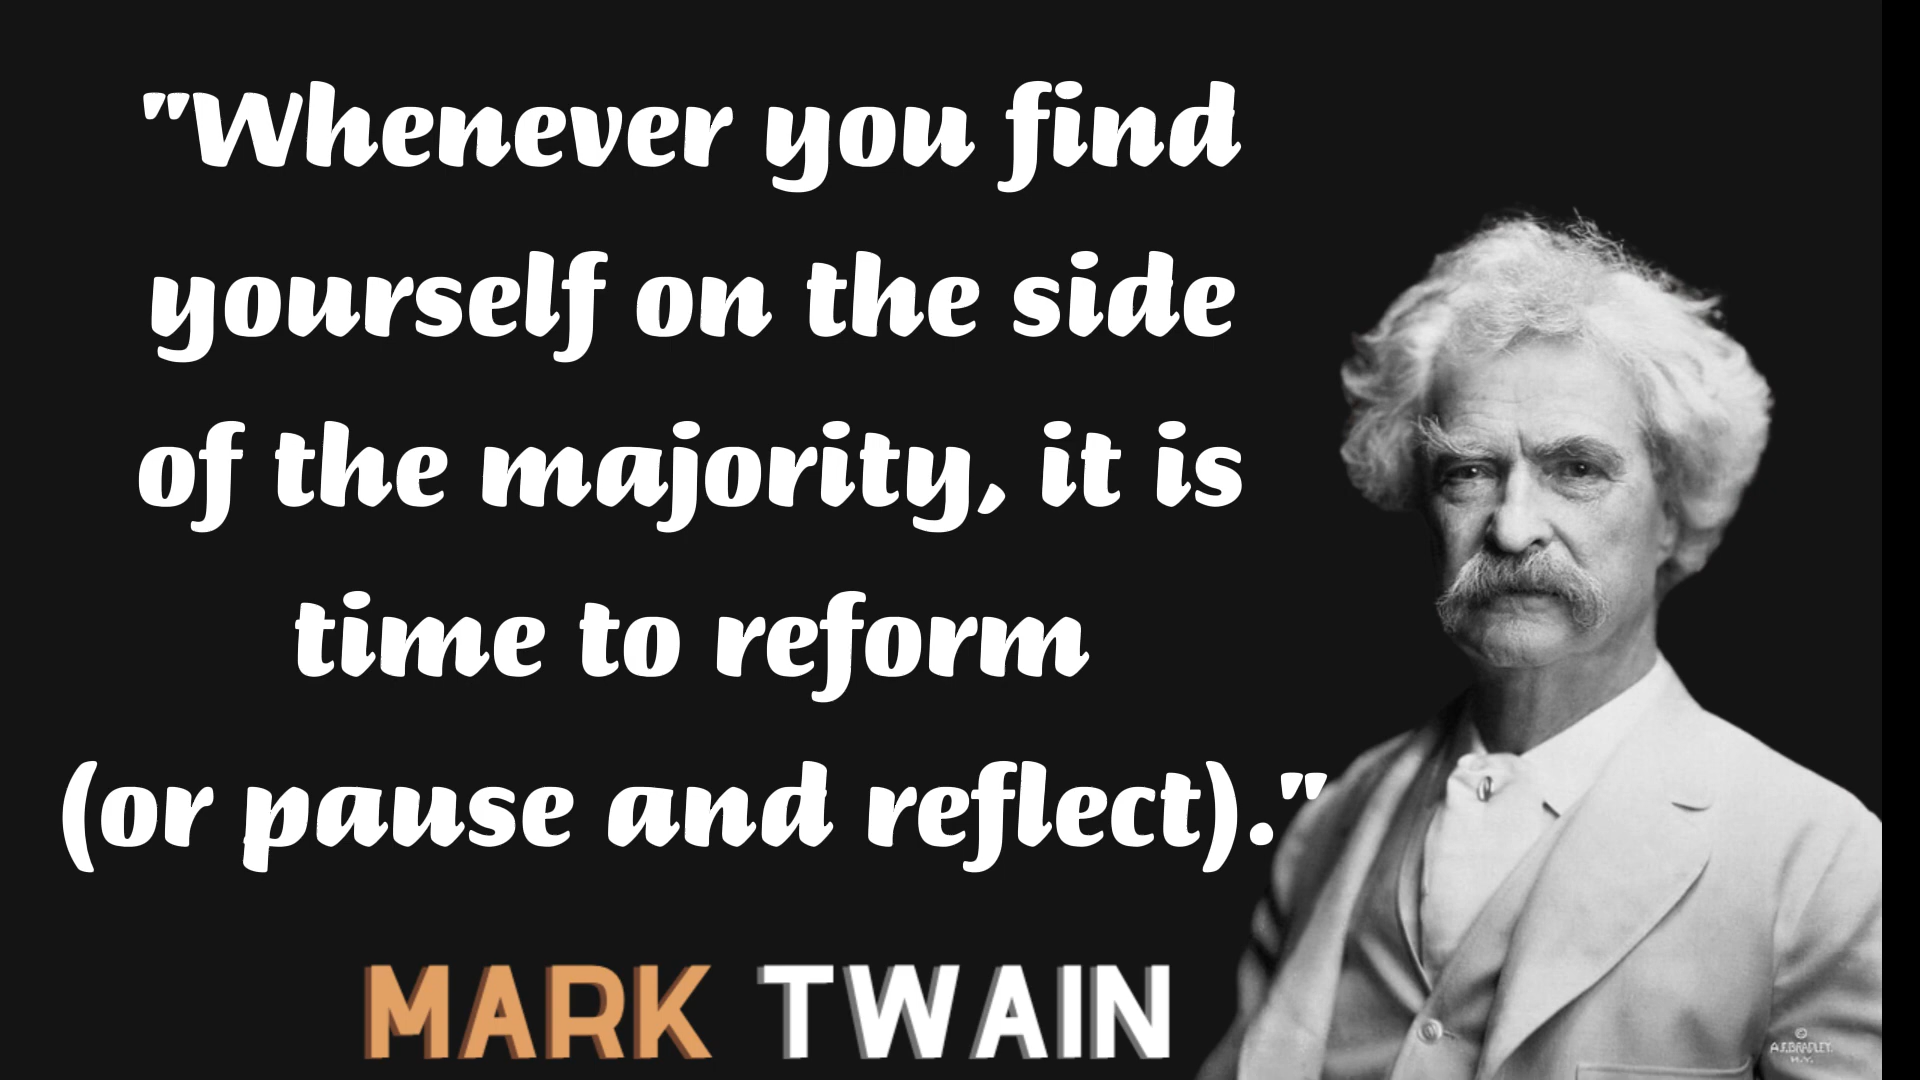 "Whenever you find
yourself on the side
of the majority, it is
time to reform
(or pause and reflect)."
MARK TWAIN
©
A.F. BRADLEY
N.Y.